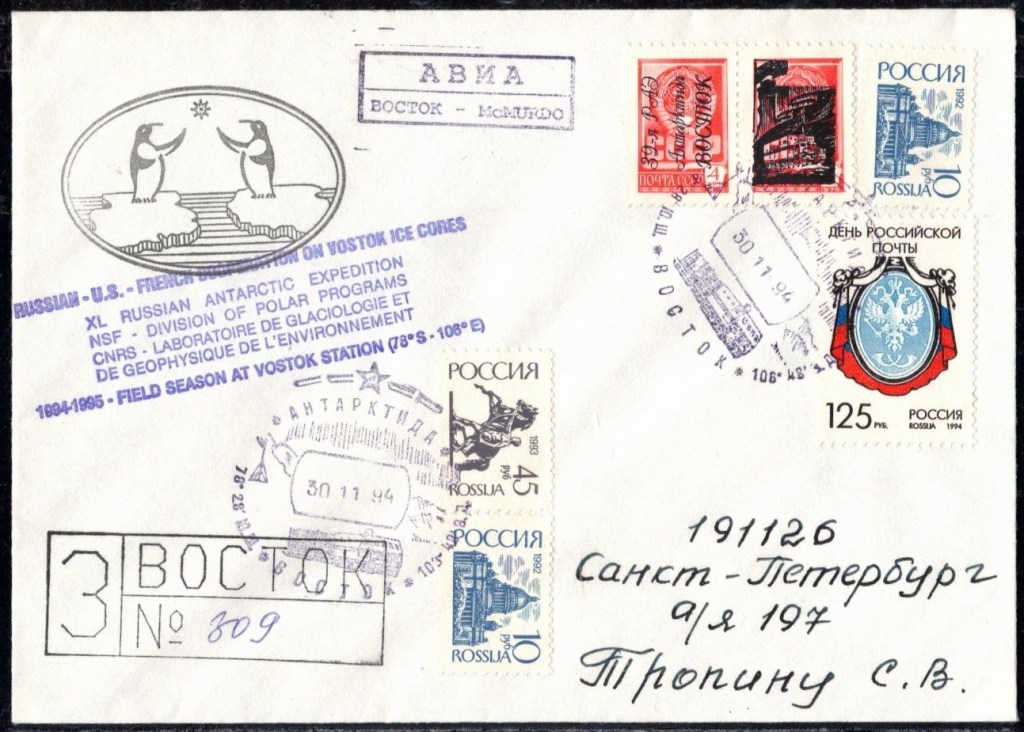 АВИА
ВОСТОК - McMURDO
RUSSIAN - U.S. - FRENCH COOPERATION ON VOSTOK ICE CORES
XL RUSSIAN ANTARCTIC EXPEDITION
NSF - DIVISION OF POLAR PROGRAMS
CNRS - LABORATOIRE DE GLACIOLOGIE ET
DE GEOPHYSIQUE DE L'ENVIRONNEMENT
1994-1995 - FIELD SEASON AT VOSTOK STATION (78° S - 106° E)
ПОЧТА СССР
4
ВОСТОК
РОССИЯ
1992
10 руб
ROSSIJA
ДЕНЬ РОССИЙСКОЙ
ПОЧТЫ
125 РУБ.
РОССИЯ
ROSSIJA 1994
30 11 94
ВОСТОК
РОССИЯ
1993
45 руб
ROSSIJA
РОССИЯ
1992
10 руб
ROSSIJA
АНТАРКТИДА
30 11 94
З
ВОСТОК
№ 309
191126
Санкт-Петербург
а/я 197
Тропину С.В.